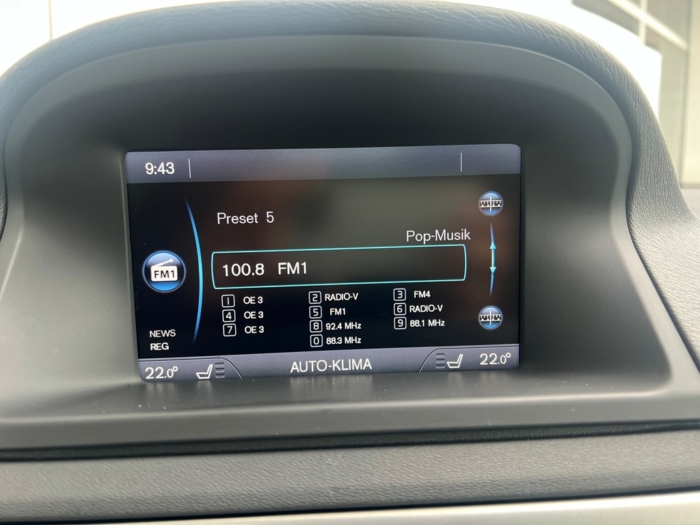 9:43
Preset 5
Pop-Musik
100.8 FM1
FM1
1 OE 3 2 RADIO-V 3 FM4
4 OE 3 5 FM1 6 RADIO-V
7 OE 3 8 92.4 MHz 9 88.1 MHz
0 88.3 MHz
NEWS
REG
22.0° AUTO-KLIMA 22.0°